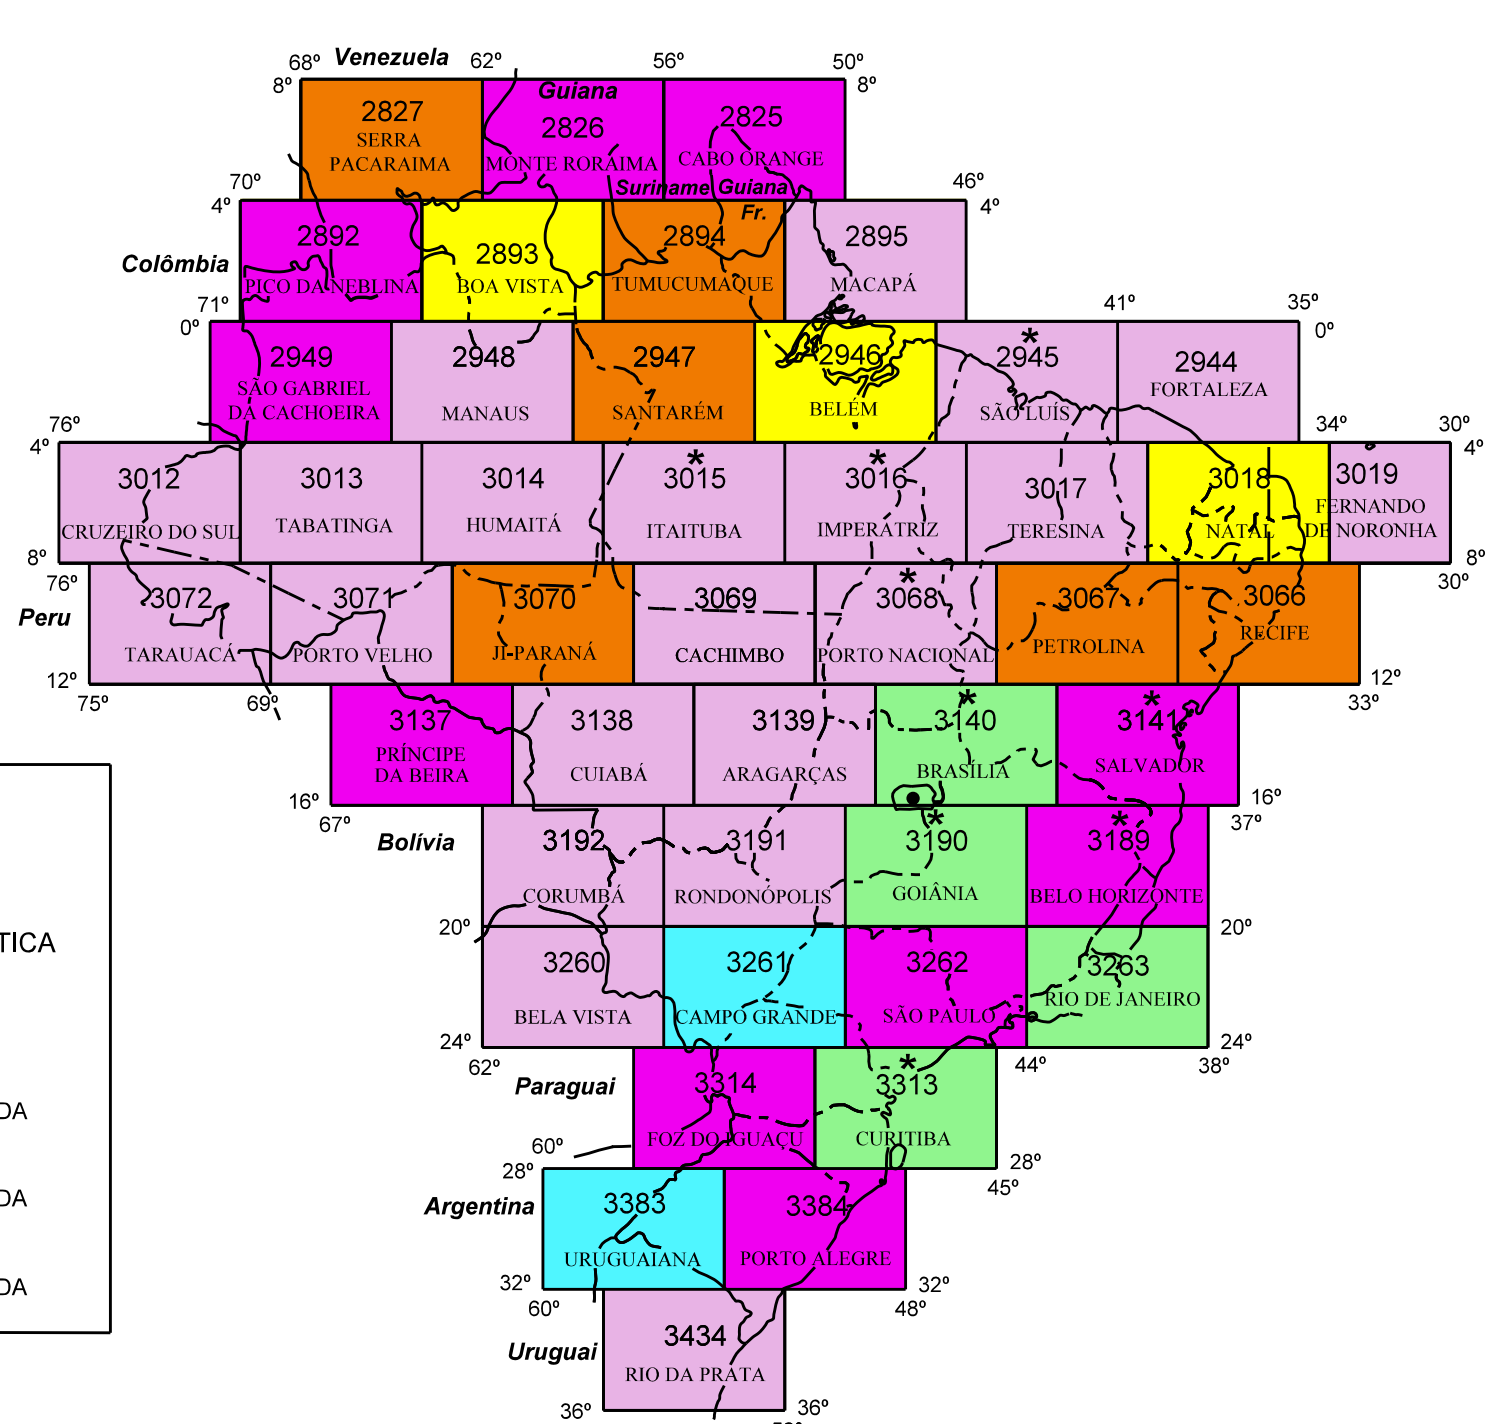 68º Venezuela 62º 56º 50º
8º 8º
Guiana
2827 2826 2825
SERRA
PACARAIMA MONTE RORAIMA CABO ORANGE
70º Suriname Guiana 46º
4º Fr. 4º
2892 2893 2894 2895
Colômbia
PICO DA NEBLINA BOA VISTA TUMUCUMAQUE MACAPÁ
71º 41º 35º
0º * 0º
2949 2948 2947 2946 2945 2944
SÃO GABRIEL
DA CACHOEIRA MANAUS SANTARÉM BELÉM SÃO LUÍS FORTALEZA
76º 34º 30º
4º * * 4º
3012 3013 3014 3015 3016 3017 3018 3019
FERNANDO
CRUZEIRO DO SUL TABATINGA HUMAITÁ ITAITUBA IMPERATRIZ TERESINA NATAL DE NORONHA
8º 8º
76º * 30º
3072 3071 3070 3069 3068 3067 3066
Peru
TARAUACÁ PORTO VELHO JI-PARANÁ CACHIMBO PORTO NACIONAL PETROLINA RECIFE
12º 12º
75º 69º * * 33º
3137 3138 3139 3140 3141
PRÍNCIPE
DA BEIRA CUIABÁ ARAGARÇAS BRASÍLIA SALVADOR
16º 16º
67º * * 37º
Bolívia 3192 3191 3190 3189
CORUMBÁ RONDONÓPOLIS GOIÂNIA BELO HORIZONTE
20º 20º
TICA
3260 3261 3262 3263
BELA VISTA CAMPO GRANDE SÃO PAULO RIO DE JANEIRO
24º 24º
62º * 44º 38º
Paraguai 3314 3313
DA
FOZ DO IGUAÇU CURITIBA
60º
28º 28º
45º
DA
Argentina 3383 3384
URUGUAIANA PORTO ALEGRE
DA
32º 32º
60º 48º
Uruguai 3434
RIO DA PRATA
36º 36º